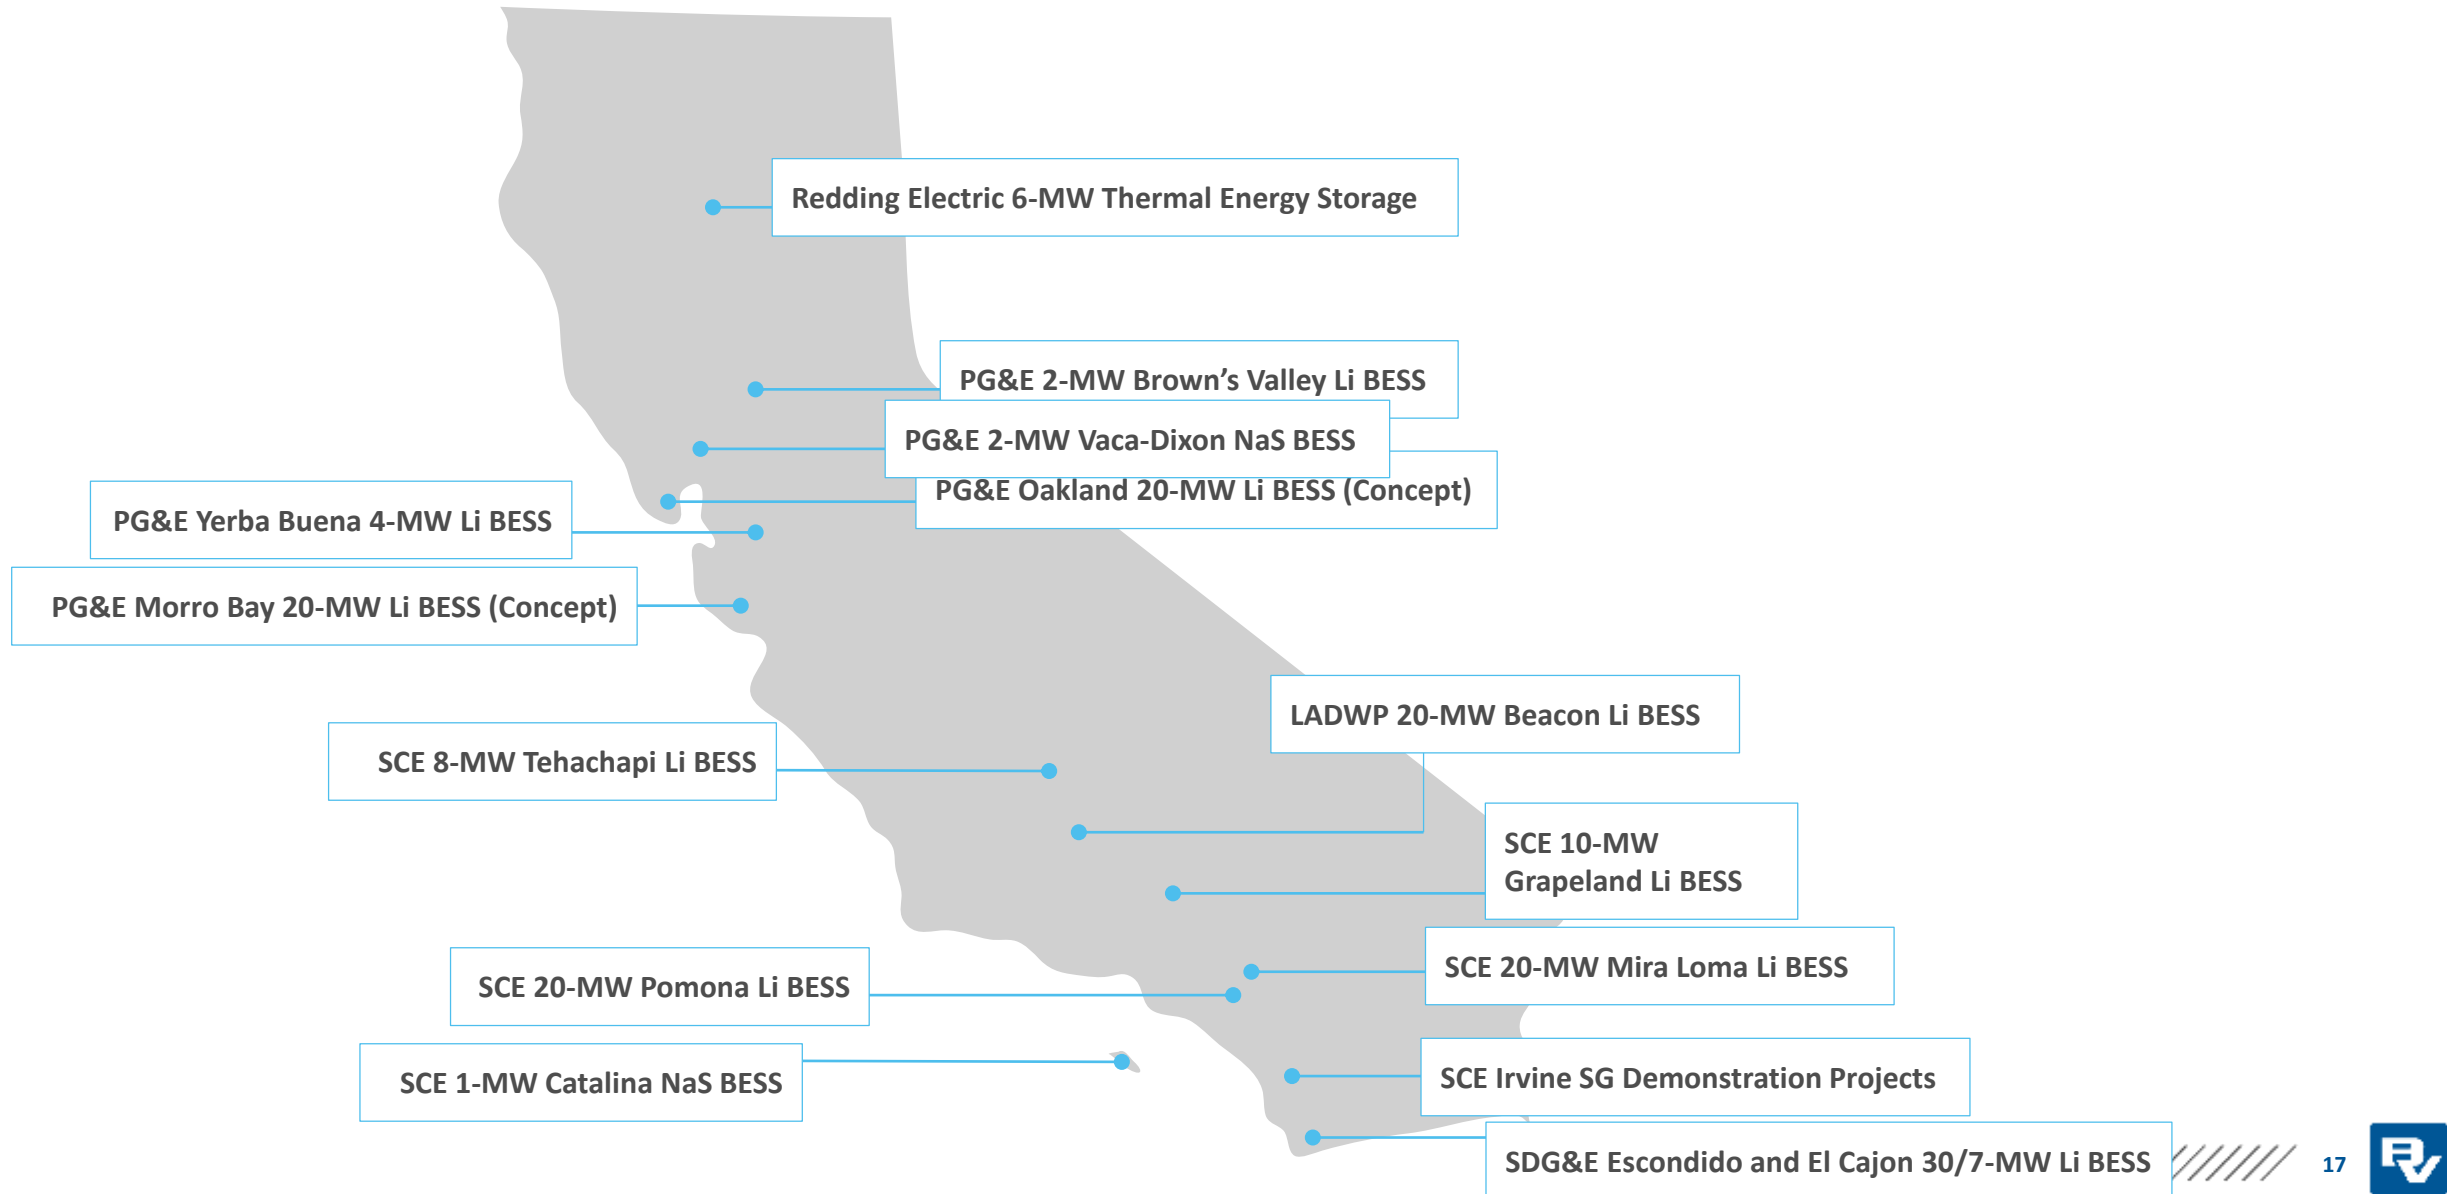 Redding Electric 6-MW Thermal Energy Storage
PG&E 2-MW Brown’s Valley Li BESS
PG&E 2-MW Vaca-Dixon NaS BESS
PG&E Oakland 20-MW Li BESS (Concept)
PG&E Yerba Buena 4-MW Li BESS
PG&E Morro Bay 20-MW Li BESS (Concept)
LADWP 20-MW Beacon Li BESS
SCE 8-MW Tehachapi Li BESS
SCE 10-MW
Grapeland Li BESS
SCE 20-MW Mira Loma Li BESS
SCE 20-MW Pomona Li BESS
SCE 1-MW Catalina NaS BESS
SCE Irvine SG Demonstration Projects
SDG&E Escondido and El Cajon 30/7-MW Li BESS
17
BV